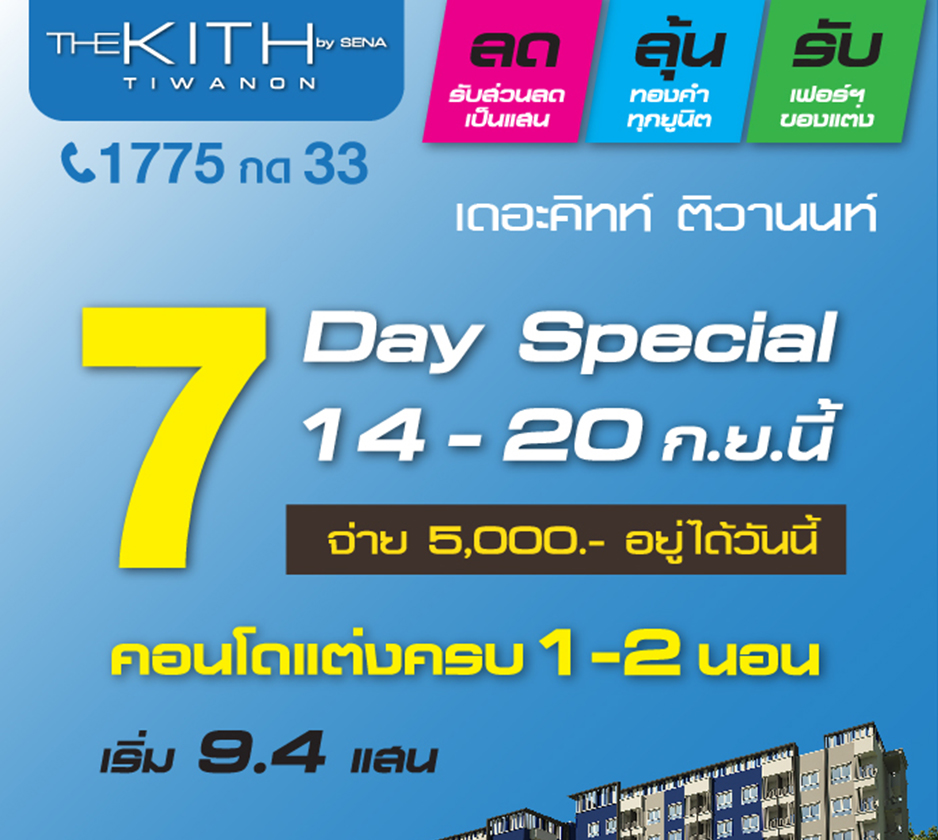 THE KITH by SENA
TIWANON
1775 กด 33
ลด
รับส่วนลด
เป็นแสน
ลุ้น
ทองคำ
ทุกยูนิต
รับ
เฟอร์ฯ
ของแต่ง
เดอะคิทท์ ติวานนท์
7 Day Special
14 - 20 ก.ย.นี้
จ่าย 5,000.- อยู่ได้วันนี้
คอนโดแต่งครบ 1-2 นอน
เริ่ม 9.4 แสน